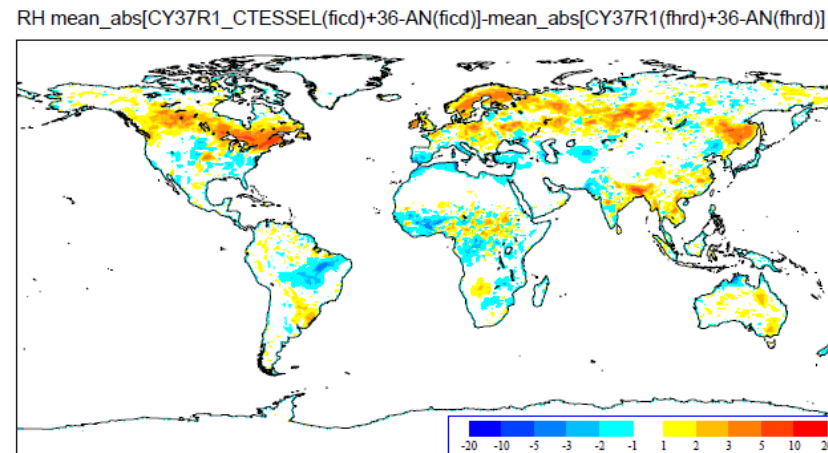 RH mean_abs[CY37R1_CTESSEL(ficd)+36-AN(ficd)]-mean_abs[CY37R1(fhrd)+36-AN(fhrd)]
-20 -10 -5 -3 -2 -1 1 2 3 5 10 20